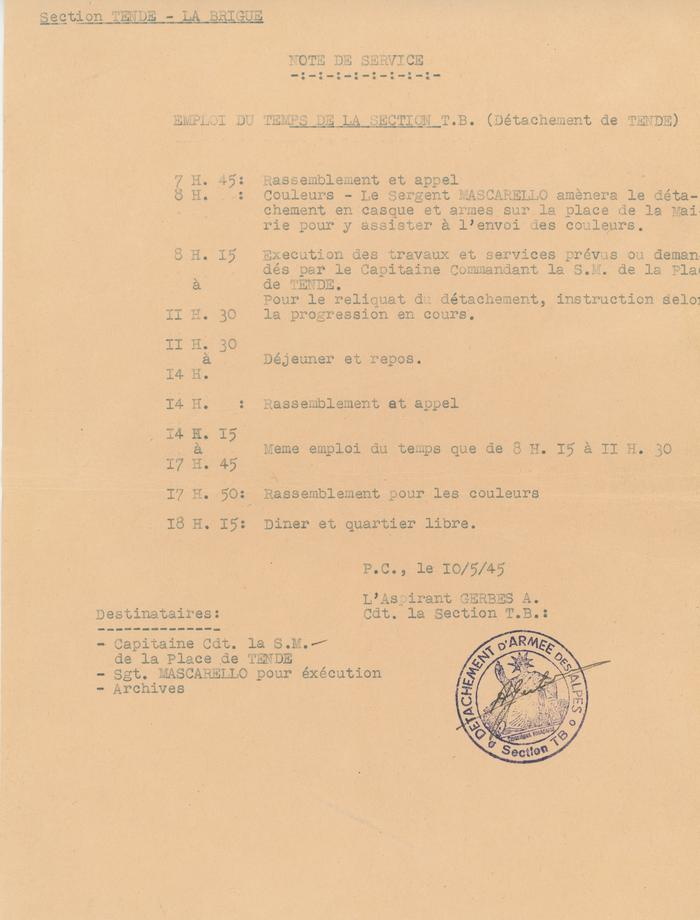 Section TENDE - LA BRIGUE
NOTE DE SERVICE
-:-:-:-:-:-:-:-:-
EMPLOI DU TEMPS DE LA SECTION T.B. (Détachement de TENDE)
7 H. 45: Rassemblement et appel
8 H. : Couleurs - Le Sergent MASCARELLO amènera le déta-
chement en casque et armes sur la place de la Mai
rie pour y assister à l'envoi des couleurs.
8 H. I5 Execution des travaux et services prévus ou deman
dés par le Capitaine Commandant la S.M. de la Plac
à de TENDE.
Pour le reliquat du détachement, instruction selon
II H. 30 la progression en cours.
II H. 30
à Déjeuner et repos.
I4 H.
I4 H. : Rassemblement et appel
I4 H. I5
à Meme emploi du temps que de 8 H. I5 à II H. 30
I7 H. 45
I7 H. 50: Rassemblement pour les couleurs
I8 H. I5: Diner et quartier libre.
P.C., le IO/5/45
L'Aspirant GERBES A.
Cdt. la Section T.B.:
Destinataires:
--------------
- Capitaine Cdt. la S.M.
de la Place de TENDE
- Sgt. MASCARELLO pour éxécution
- Archives
DÉTACHEMENT D'ARMÉE DES ALPES
Section TB